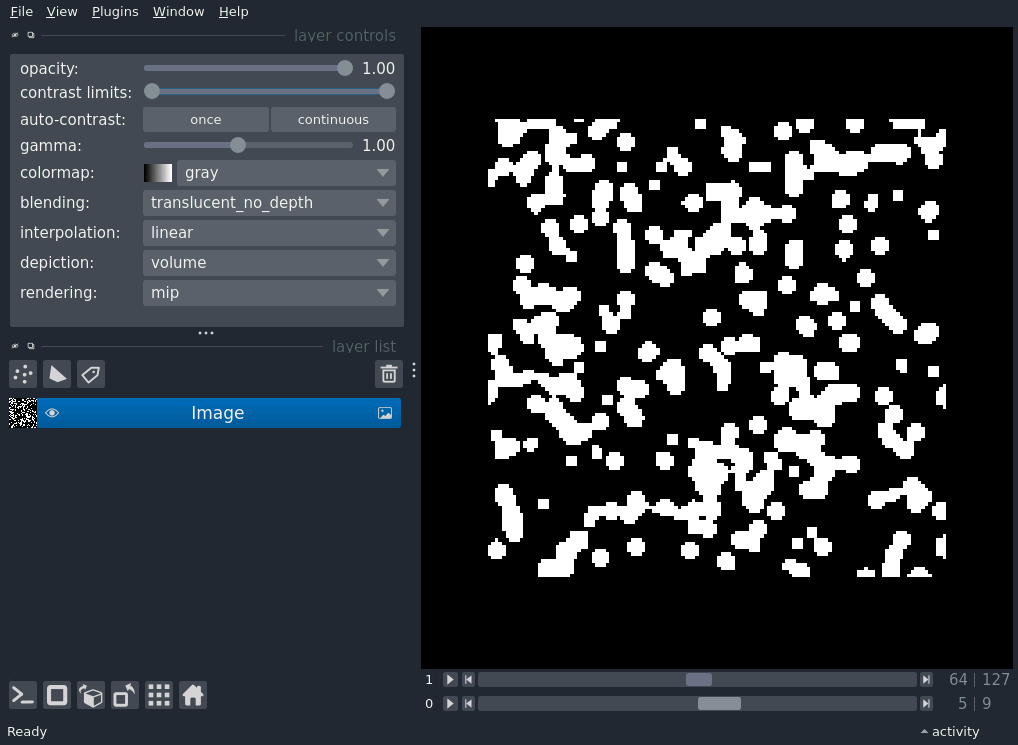 File View Plugins Window Help
layer controls
opacity: 1.00
contrast limits:
auto-contrast: once continuous
gamma: 1.00
colormap: gray
blending: translucent_no_depth
interpolation: linear
depiction: volume
rendering: mip
layer list
Image
1 64 | 127
0 5 | 9
Ready activity